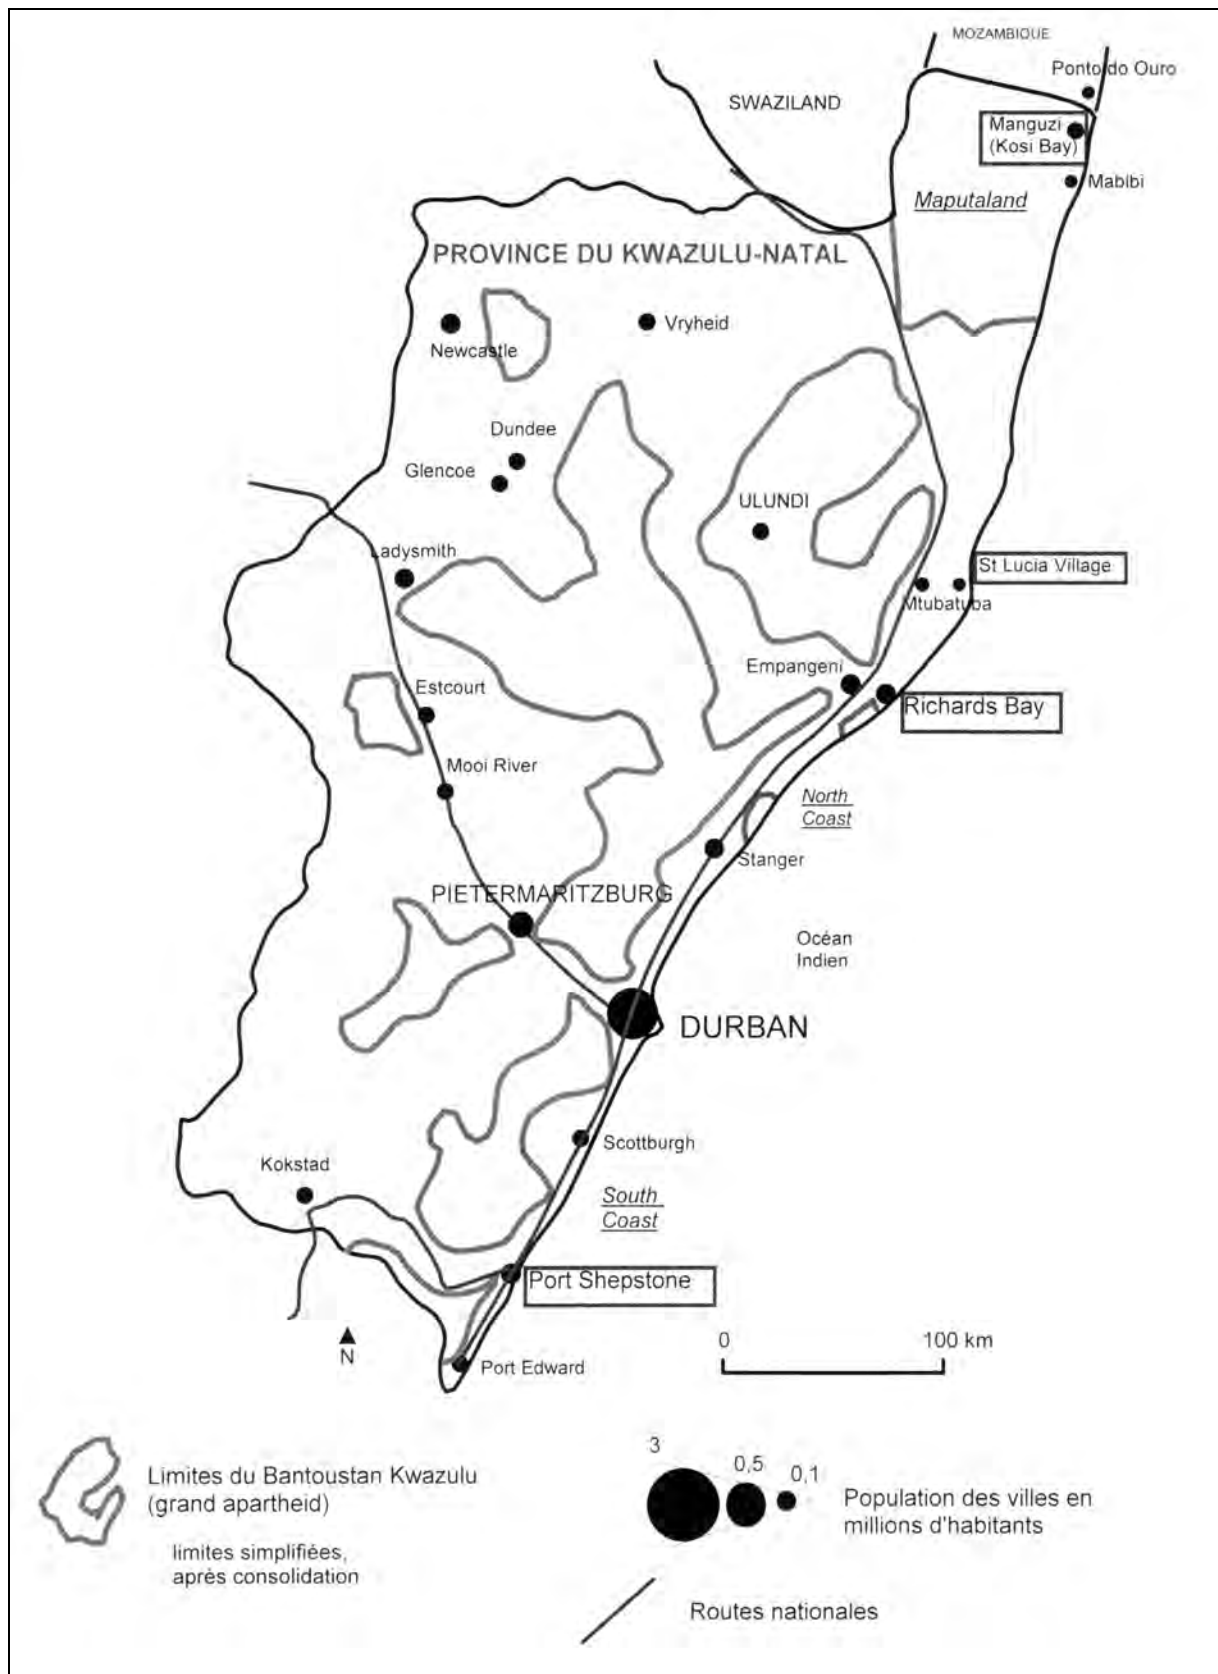 MOZAMBIQUE
Ponto do Ouro
SWAZILAND
Manguzi
(Kosi Bay)
Mabibi
Maputaland
PROVINCE DU KWAZULU-NATAL
Newcastle
Vryheid
Dundee
Glencoe
ULUNDI
Ladysmith
St Lucia Village
Mtubatuba
Empangeni
Estcourt
Richards Bay
Mooi River
North
Coast
Stanger
PIETERMARITZBURG
Océan
Indien
DURBAN
Scottburgh
Kokstad
South
Coast
Port Shepstone
N
0 100 km
Port Edward
Limites du Bantoustan Kwazulu
(grand apartheid)
limites simplifiées,
après consolidation
3
0,5
0,1
Population des villes en
millions d'habitants
Routes nationales